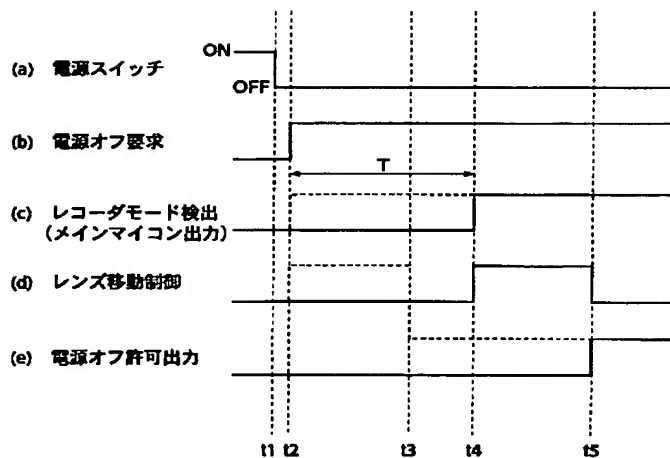 ON
(a) 電源スイッチ
OFF
(b) 電源オフ要求
T
(c) レコーダモード検出
(メインマイコン出力)
(d) レンズ移動制御
(e) 電源オフ許可出力
t1 t2 t3 t4 t5